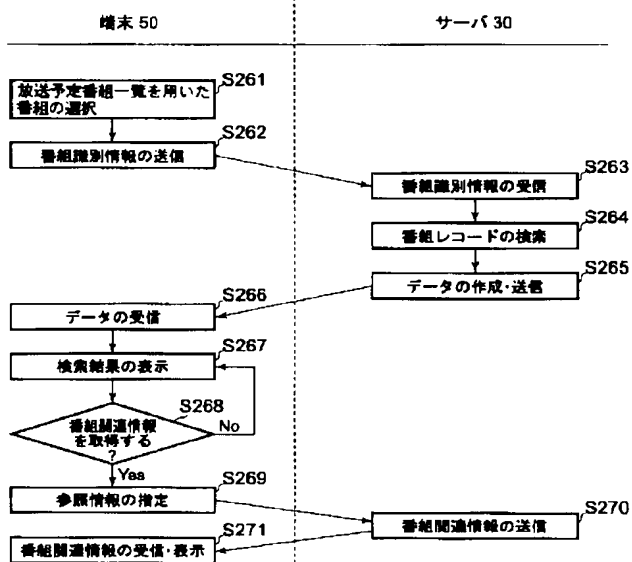 端末 50
サーバ 30
S261
放送予定番組一覧を用いた
番組の選択
S262
番組識別情報の送信
S263
番組識別情報の受信
S264
番組レコードの検索
S265
データの作成・送信
S266
データの受信
S267
検索結果の表示
S268
番組関連情報
を取得する
?
No
Yes
S269
参照情報の指定
S270
番組関連情報の送信
S271
番組関連情報の受信・表示